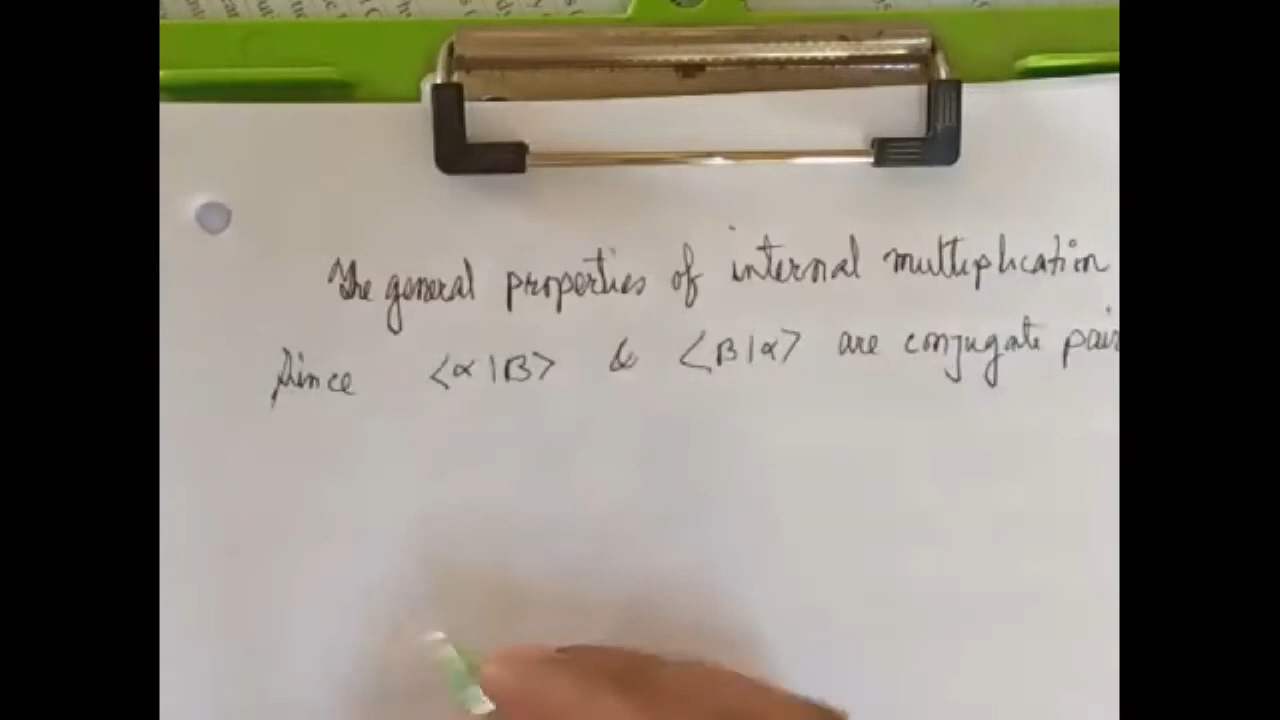 The general properties of internal multiplication
Since <α|β> & <β|α> are conjugate pair